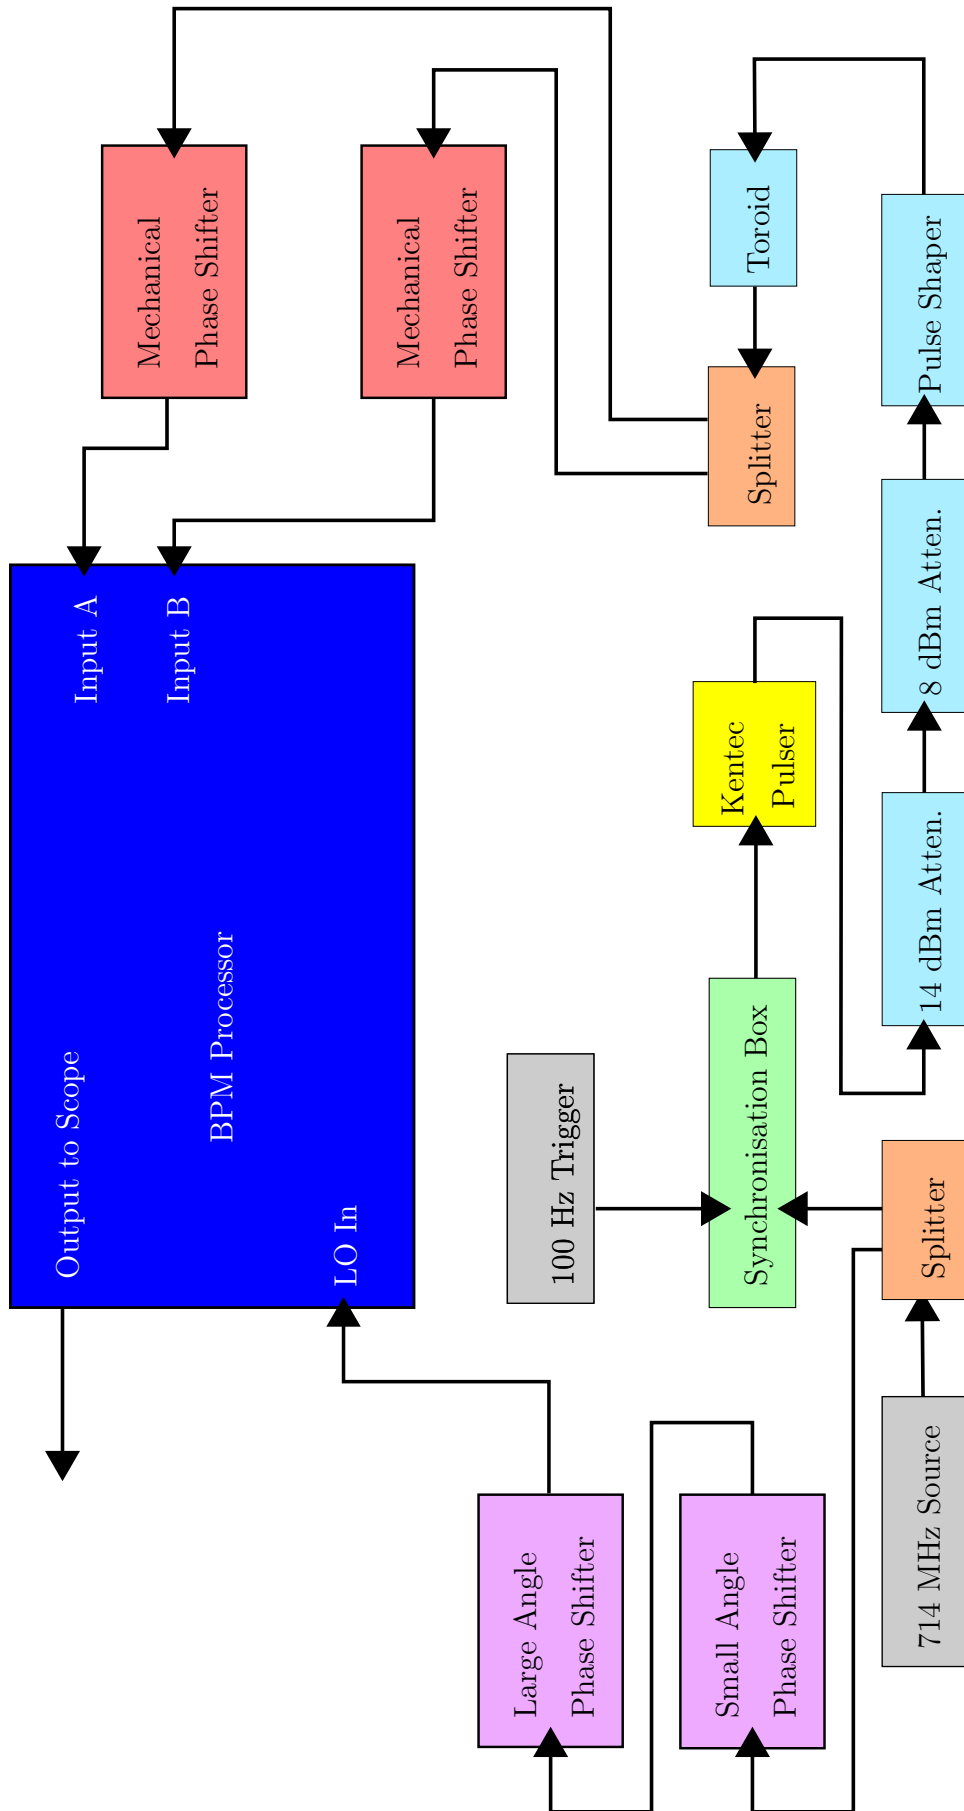 Output to Scope
Input A
Input B
BPM Processor
LO In
Mechanical
Phase Shifter
Mechanical
Phase Shifter
Large Angle
Phase Shifter
100 Hz Trigger
Small Angle
Phase Shifter
Synchronisation Box
Kentec
Pulser
Splitter
Toroid
714 MHz Source
Splitter
14 dBm Atten.
8 dBm Atten.
Pulse Shaper